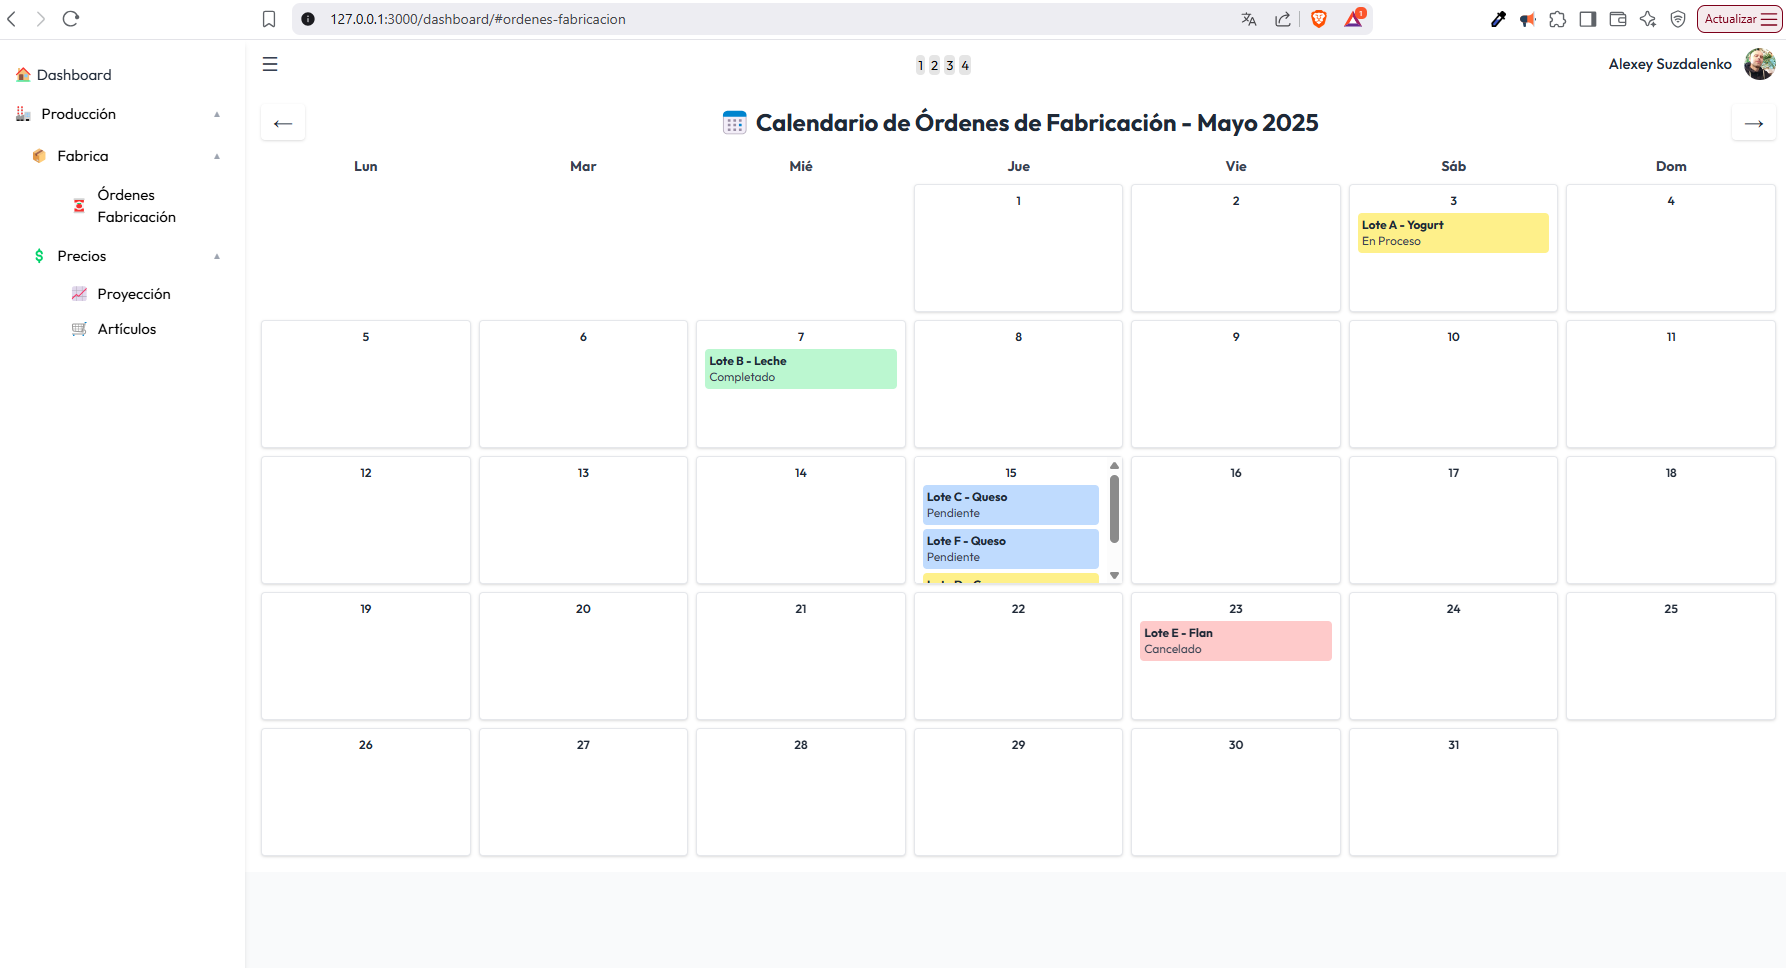 127.0.0.1:3000/dashboard/#ordenes-fabricacion
1
Actualizar
Dashboard
Producción
Fabrica
Órdenes
Fabricación
Precios
Proyección
Artículos
1 2 3 4
Alexey Suzdalenko
← Calendario de Órdenes de Fabricación - Mayo 2025 →
Lun Mar Mié Jue Vie Sáb Dom
1 2 3 4
Lote A - Yogurt
En Proceso
5 6 7 8 9 10 11
Lote B - Leche
Completado
12 13 14 15 16 17 18
Lote C - Queso
Pendiente
Lote F - Queso
Pendiente
19 20 21 22 23 24 25
Lote E - Flan
Cancelado
26 27 28 29 30 31